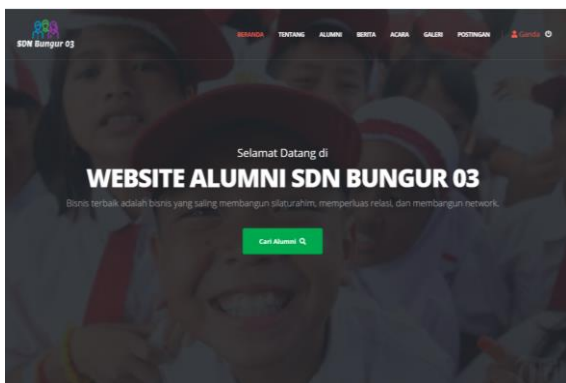 SDN Bungur 03
BERANDA TENTANG ALUMNI BERITA ACARA GALERI POSTINGAN Ganda
Selamat Datang di
WEBSITE ALUMNI SDN BUNGUR 03
Bisnis terbaik adalah bisnis yang saling membangun silaturahim, memperluas relasi, dan membangun network.
Cari Alumni